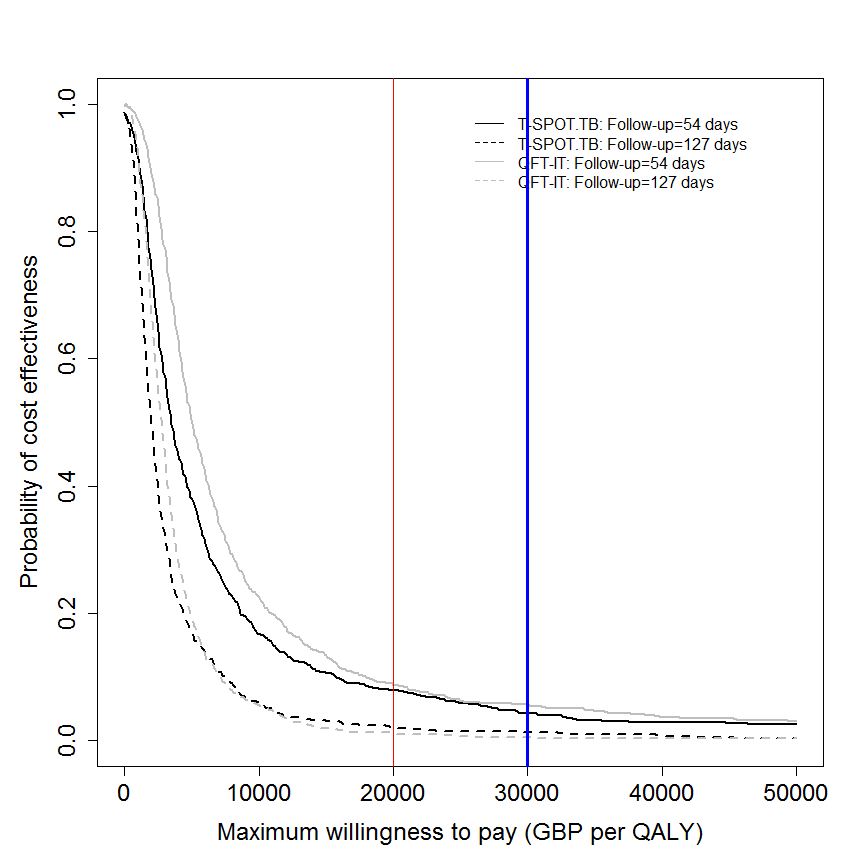 T-SPOT.TB: Follow-up=54 days
T-SPOT.TB: Follow-up=127 days
QFT-IT: Follow-up=54 days
QFT-IT: Follow-up=127 days
Probability of cost effectiveness
1.0
0.8
0.6
0.4
0.2
0.0
0 10000 20000 30000 40000 50000
Maximum willingness to pay (GBP per QALY)